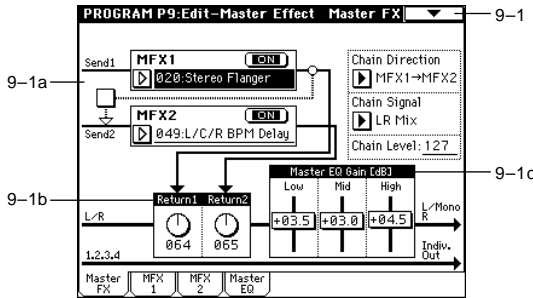 PROGRAM P9:Edit-Master Effect Master FX
9–1
9–1a
Send1
MFX1 ON
020:Stereo Flanger
Chain Direction
MFX1→MFX2
Chain Signal
LR Mix
Chain Level: 127
MFX2 ON
049:L/C/R BPM Delay
Send2
9–1b
9–1c
Master EQ Gain [dB]
Low Mid High
+03.5 +03.0 +04.5
Return1 Return2
064 065
L/R
L/Mono
R
1.2.3.4
Indiv.
Out
Master FX
MFX 1
MFX 2
Master EQ